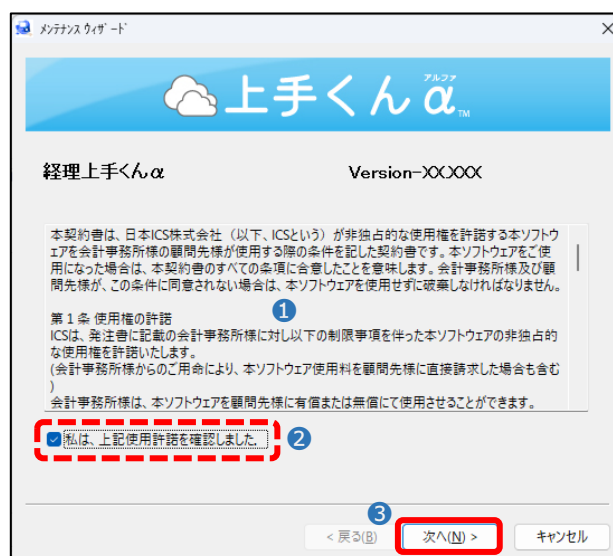 メンテナンス ウィザード
アルファ
上手くんα™
経理上手くんα Version-XX.XXX
本契約書は、日本ICS株式会社（以下、ICSという）が非独占的な使用権を許諾する本ソフトウ
ェアを会計事務所様の顧問先様が使用する際の条件を記した契約書です。本ソフトウェアをご使
用になった場合は、本契約書のすべての条項に合意したことを意味します。会計事務所様及び顧
問先様が、この条件に同意されない場合は、本ソフトウェアを使用せずに破棄しなければなりません。
❶
第１条 使用権の許諾
ICSは、発注書に記載の会計事務所様に対し以下の制限事項を伴った本ソフトウェアの非独占的
な使用権を許諾いたします。
(会計事務所様からのご用命により、本ソフトウェア使用料を顧問先様に直接請求した場合も含む
)
会計事務所様は、本ソフトウェアを顧問先様に有償または無償にて使用させることができます。
私は、上記使用許諾を確認しました。 ❷
❸
< 戻る(B) 次へ(N) > キャンセル